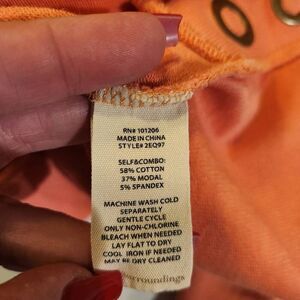 RN# 101206
MADE IN CHINA
STYLE# 2EQ97
SELF&COMBO:
58% COTTON
37% MODAL
5% SPANDEX
MACHINE WASH COLD
SEPARATELY
GENTLE CYCLE
ONLY NON-CHLORINE
BLEACH WHEN NEEDED
LAY FLAT TO DRY
COOL IRON IF NEEDED
MAY BE DRY CLEANED
surroundings